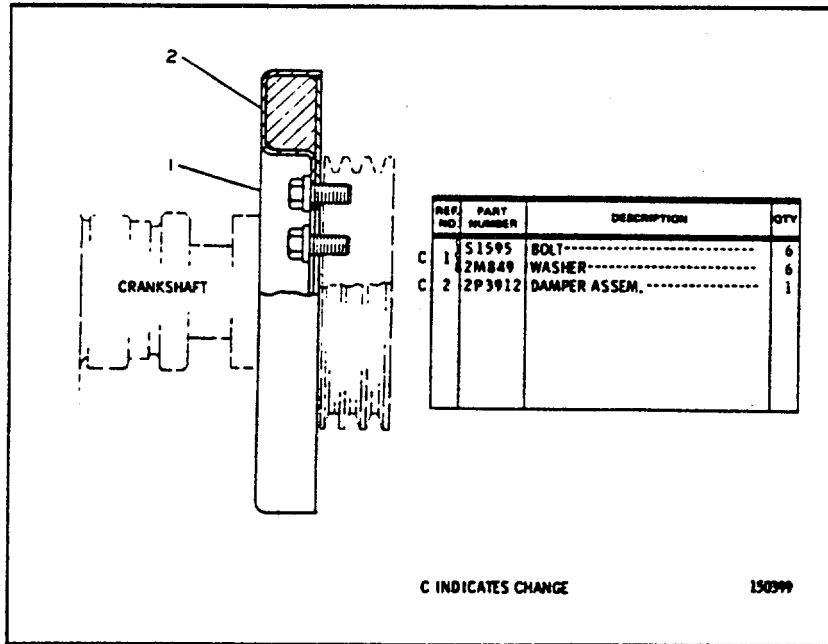 2
1
CRANKSHAFT
REF. NO. PART NUMBER DESCRIPTION QTY
C 1 S1595 BOLT 6
2M849 WASHER 6
C 2 2P3912 DAMPER ASSEM. 1
C INDICATES CHANGE 150399